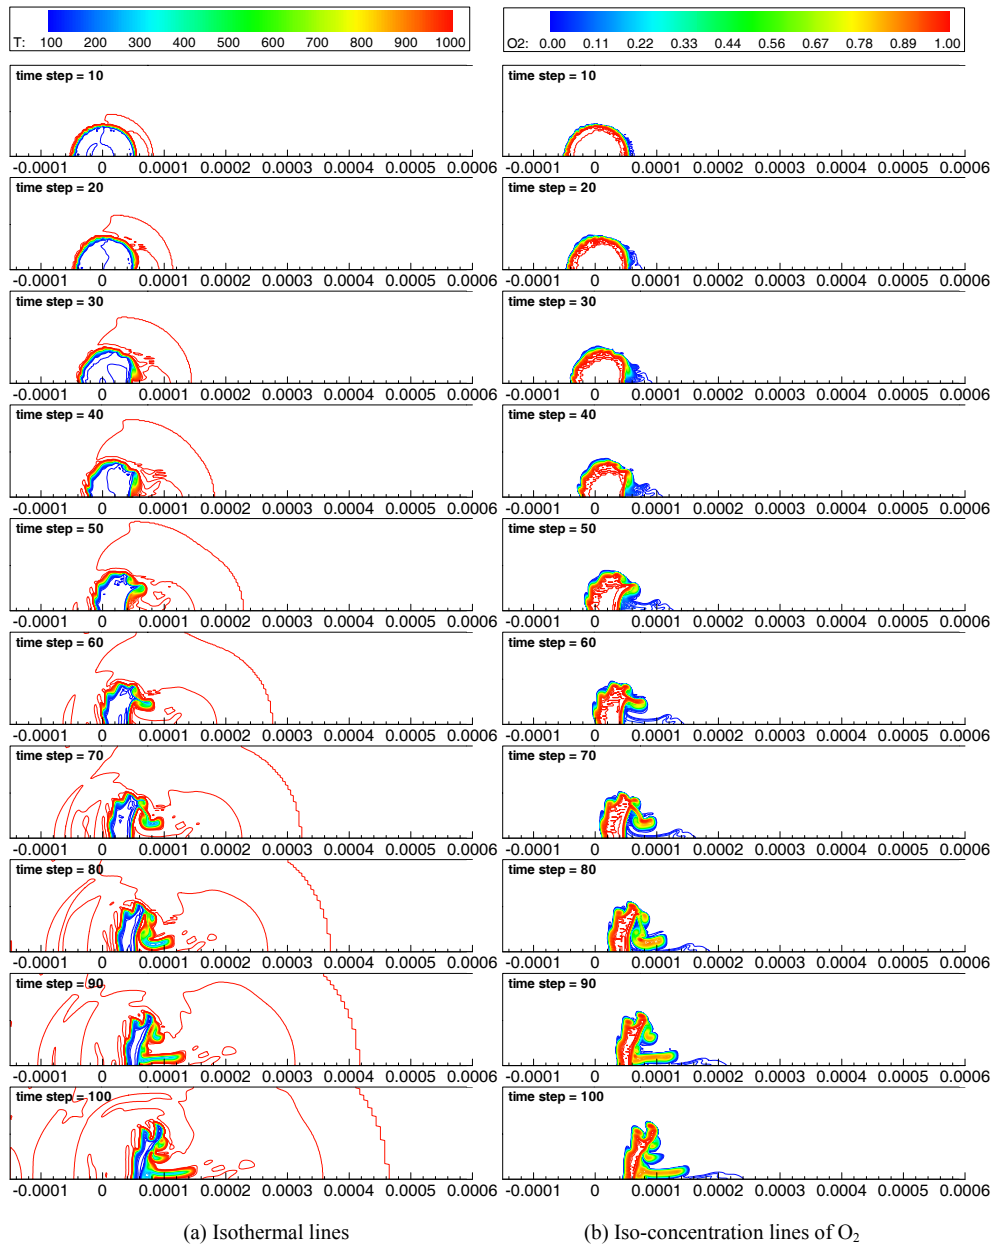 T: 100 200 300 400 500 600 700 800 900 1000
O2: 0.00 0.11 0.22 0.33 0.44 0.56 0.67 0.78 0.89 1.00
time step = 10
-0.0001 0 0.0001 0.0002 0.0003 0.0004 0.0005 0.0006
time step = 10
-0.0001 0 0.0001 0.0002 0.0003 0.0004 0.0005 0.0006
time step = 20
-0.0001 0 0.0001 0.0002 0.0003 0.0004 0.0005 0.0006
time step = 20
-0.0001 0 0.0001 0.0002 0.0003 0.0004 0.0005 0.0006
time step = 30
-0.0001 0 0.0001 0.0002 0.0003 0.0004 0.0005 0.0006
time step = 30
-0.0001 0 0.0001 0.0002 0.0003 0.0004 0.0005 0.0006
time step = 40
-0.0001 0 0.0001 0.0002 0.0003 0.0004 0.0005 0.0006
time step = 40
-0.0001 0 0.0001 0.0002 0.0003 0.0004 0.0005 0.0006
time step = 50
-0.0001 0 0.0001 0.0002 0.0003 0.0004 0.0005 0.0006
time step = 50
-0.0001 0 0.0001 0.0002 0.0003 0.0004 0.0005 0.0006
time step = 60
-0.0001 0 0.0001 0.0002 0.0003 0.0004 0.0005 0.0006
time step = 60
-0.0001 0 0.0001 0.0002 0.0003 0.0004 0.0005 0.0006
time step = 70
-0.0001 0 0.0001 0.0002 0.0003 0.0004 0.0005 0.0006
time step = 70
-0.0001 0 0.0001 0.0002 0.0003 0.0004 0.0005 0.0006
time step = 80
-0.0001 0 0.0001 0.0002 0.0003 0.0004 0.0005 0.0006
time step = 80
-0.0001 0 0.0001 0.0002 0.0003 0.0004 0.0005 0.0006
time step = 90
-0.0001 0 0.0001 0.0002 0.0003 0.0004 0.0005 0.0006
time step = 90
-0.0001 0 0.0001 0.0002 0.0003 0.0004 0.0005 0.0006
time step = 100
-0.0001 0 0.0001 0.0002 0.0003 0.0004 0.0005 0.0006
time step = 100
-0.0001 0 0.0001 0.0002 0.0003 0.0004 0.0005 0.0006
(a) Isothermal lines
(b) Iso-concentration lines of O₂